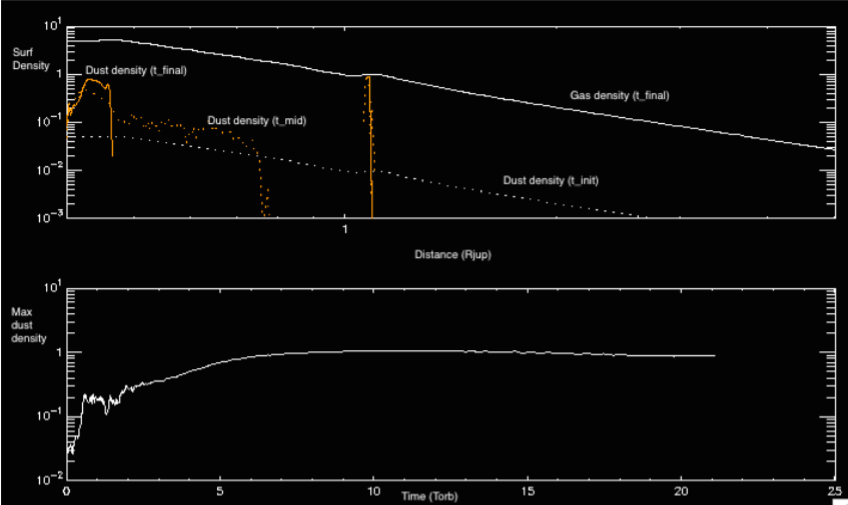 10^1
Surf
Density
Dust density (t_final)
10^0
1
Gas density (t_final)
10^-1
Dust density (t_mid)
10^-2
Dust density (t_init)
10^-3
1
Distance (Rjup)
10^1
Max
dust
density
1
10^-1
10^-2
0
5
10
Time (Torb)
15
20
25